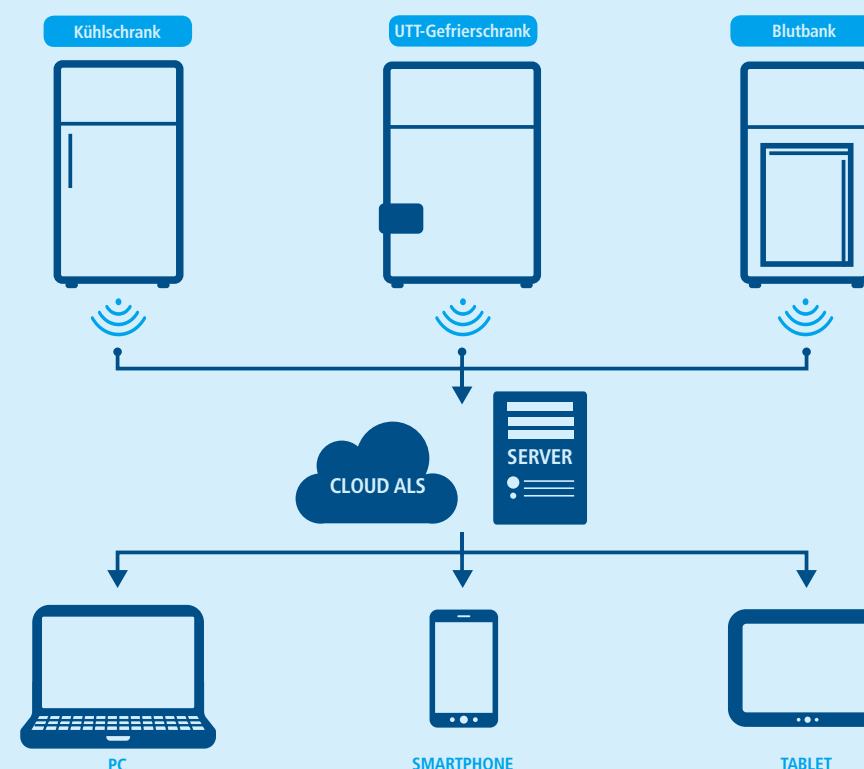 Kühlschrank
UTT-Gefrierschrank
Blutbank
CLOUD ALS
SERVER
PC
SMARTPHONE
TABLET